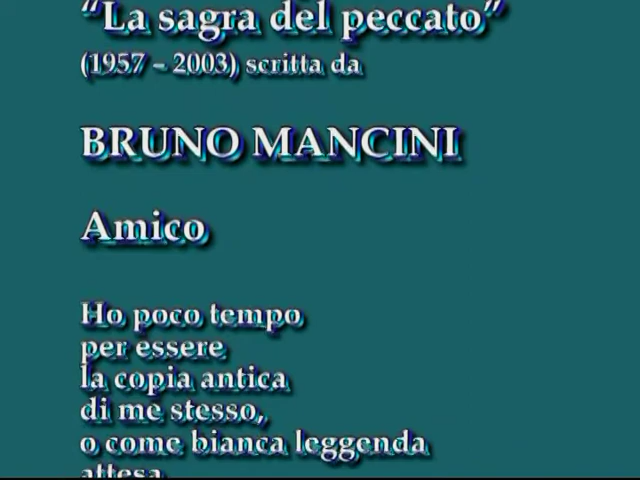 “La sagra del peccato”
(1957 – 2003) scritta da
BRUNO MANCINI
Amico
Ho poco tempo
per essere
la copia antica
di me stesso,
o come bianca leggenda
attesa